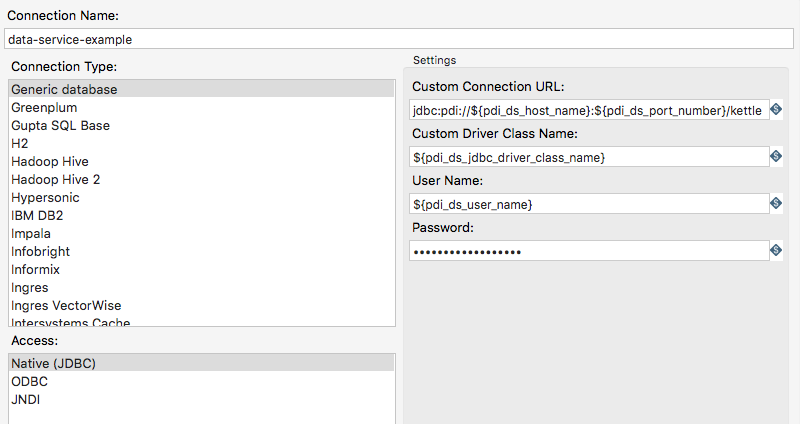 Connection Name:
data-service-example
Connection Type:
Generic database
Greenplum
Gupta SQL Base
H2
Hadoop Hive
Hadoop Hive 2
Hypersonic
IBM DB2
Impala
Infobright
Informix
Ingres
Ingres VectorWise
Intersystems Cache
Access:
Native (JDBC)
ODBC
JNDI
Settings
Custom Connection URL:
jdbc:pdi://${pdi_ds_host_name}:${pdi_ds_port_number}/kettle
Custom Driver Class Name:
${pdi_ds_jdbc_driver_class_name}
User Name:
${pdi_ds_user_name}
Password:
••••••••••••••••••